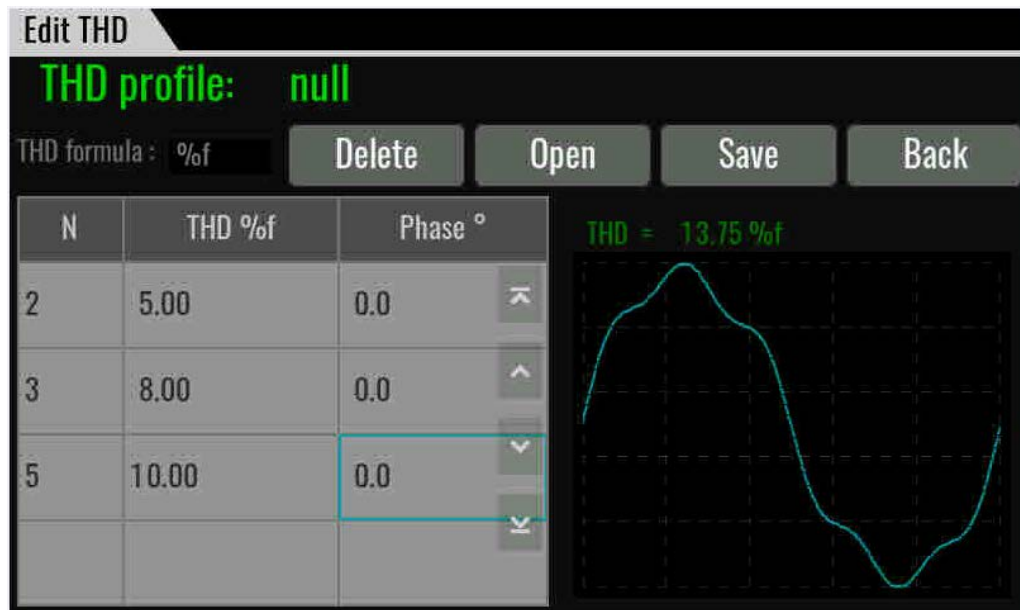 Edit THD
THD profile: null
THD formula : %f Delete Open Save Back
N THD %f Phase °
THD = 13.75 %f
2 5.00 0.0
3 8.00 0.0
5 10.00 0.0